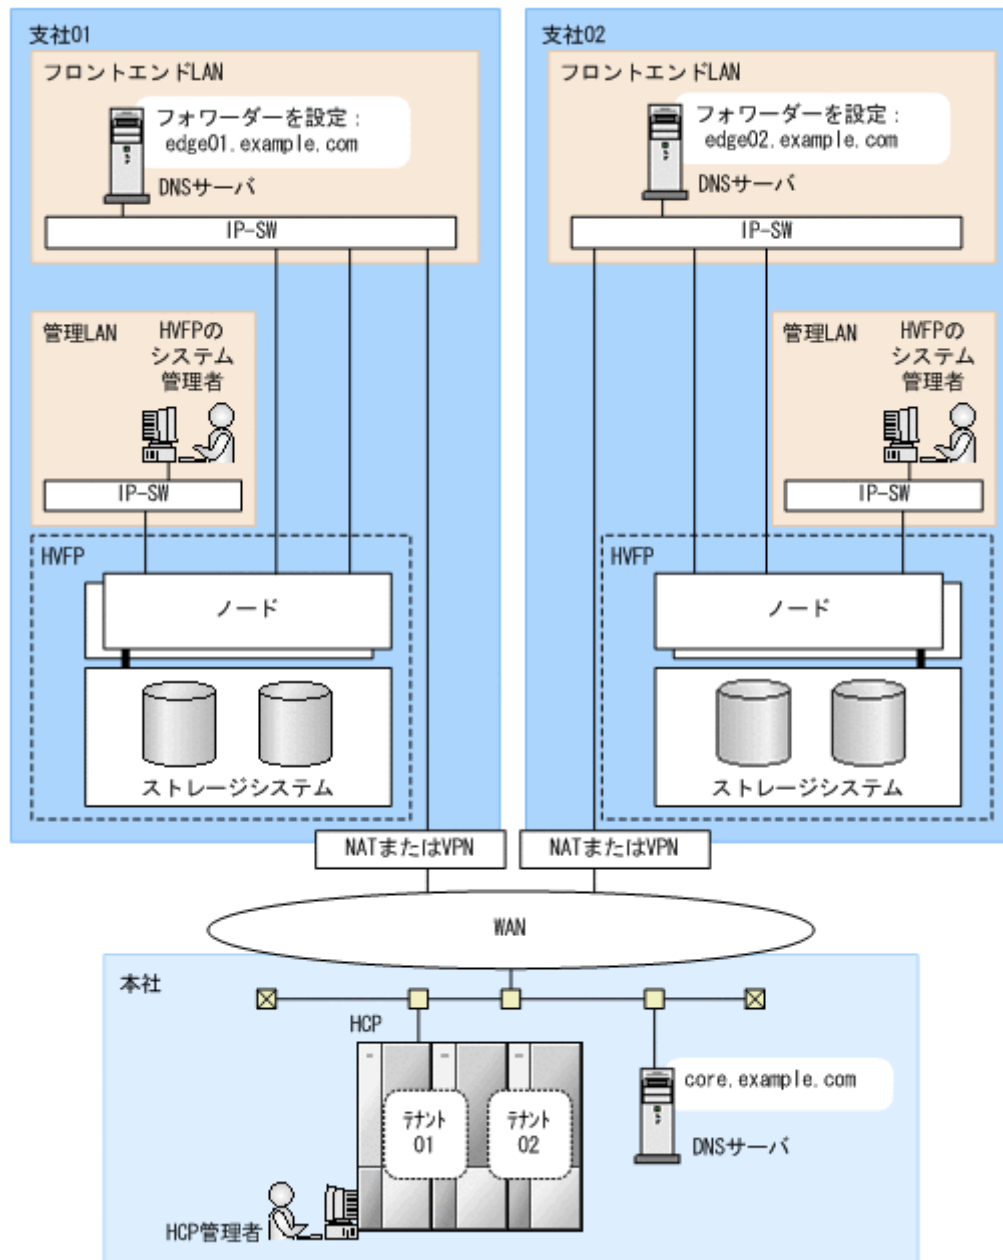 支社01
フロントエンドLAN
フォワーダーを設定：
edge01.example.com
DNSサーバ
IP-SW
管理LAN
HVFPの
システム
管理者
IP-SW
HVFP
ノード
ストレージシステム
NATまたはVPN
支社02
フロントエンドLAN
フォワーダーを設定：
edge02.example.com
DNSサーバ
IP-SW
管理LAN
HVFPの
システム
管理者
IP-SW
HVFP
ノード
ストレージシステム
NATまたはVPN
WAN
本社
HCP
テナント
01
テナント
02
core.example.com
DNSサーバ
HCP管理者